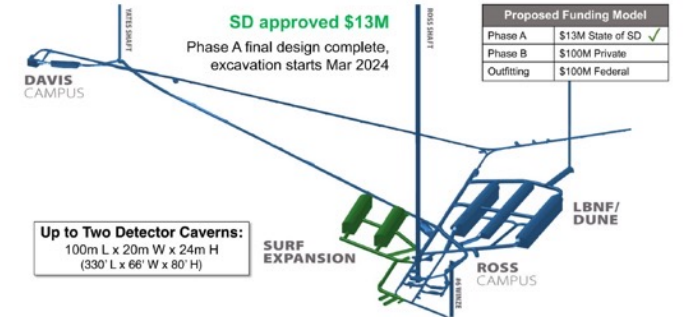 SD approved $13M
Phase A final design complete,
excavation starts Mar 2024
Proposed Funding Model
Phase A $13M State of SD ✓
Phase B $100M Private
Outfitting $100M Federal
YATES SHAFT
ROSS SHAFT
DAVIS
CAMPUS
LBNF/
DUNE
Up to Two Detector Caverns:
100m L x 20m W x 24m H
(330' L x 66' W x 80' H)
SURF
EXPANSION
ROSS
CAMPUS
#6 WINZE